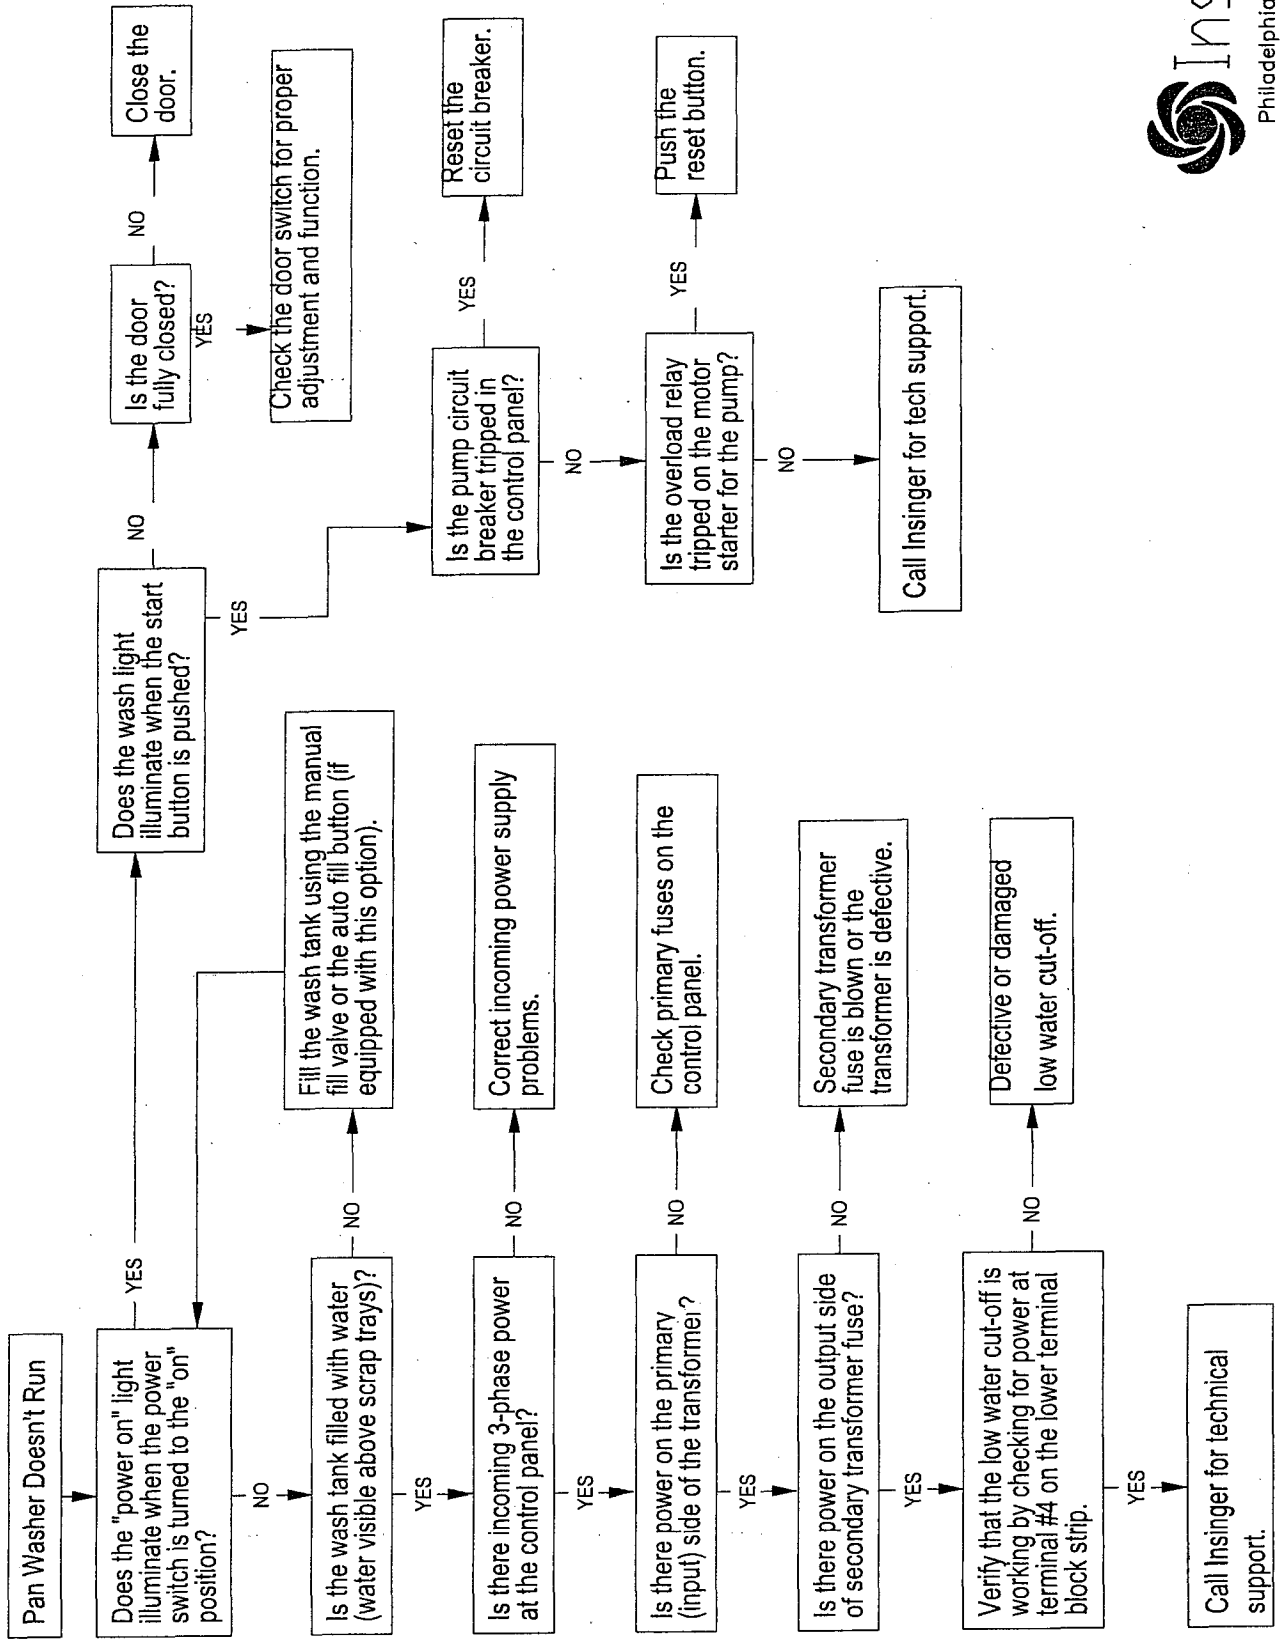 Pan Washer Doesn't Run
Does the "power on" light
illuminate when the power
switch is turned to the "on"
position?
YES
NO
Does the wash light
illuminate when the start
button is pushed?
NO
YES
Is the door
fully closed?
NO
YES
Close the
door.
Check the door switch for proper
adjustment and function.
Is the wash tank filled with water
(water visible above scrap trays)?
NO
YES
Fill the wash tank using the manual
fill valve or the auto fill button (if
equipped with this option).
Is there incoming 3-phase power
at the control panel?
NO
YES
Correct incoming power supply
problems.
Is the pump circuit
breaker tripped in
the control panel?
YES
NO
Reset the
circuit breaker.
Is there power on the primary
(input) side of the transformer?
NO
YES
Check primary fuses on the
control panel.
Is the overload relay
tripped on the motor
starter for the pump?
YES
NO
Push the
reset button.
Is there power on the output side
of secondary transformer fuse?
NO
YES
Secondary transformer
fuse is blown or the
transformer is defective.
Call Insinger for tech support.
Verify that the low water cut-off is
working by checking for power at
terminal #4 on the lower terminal
block strip.
NO
YES
Defective or damaged
low water cut-off.
Call Insinger for technical
support.
Philadelphia